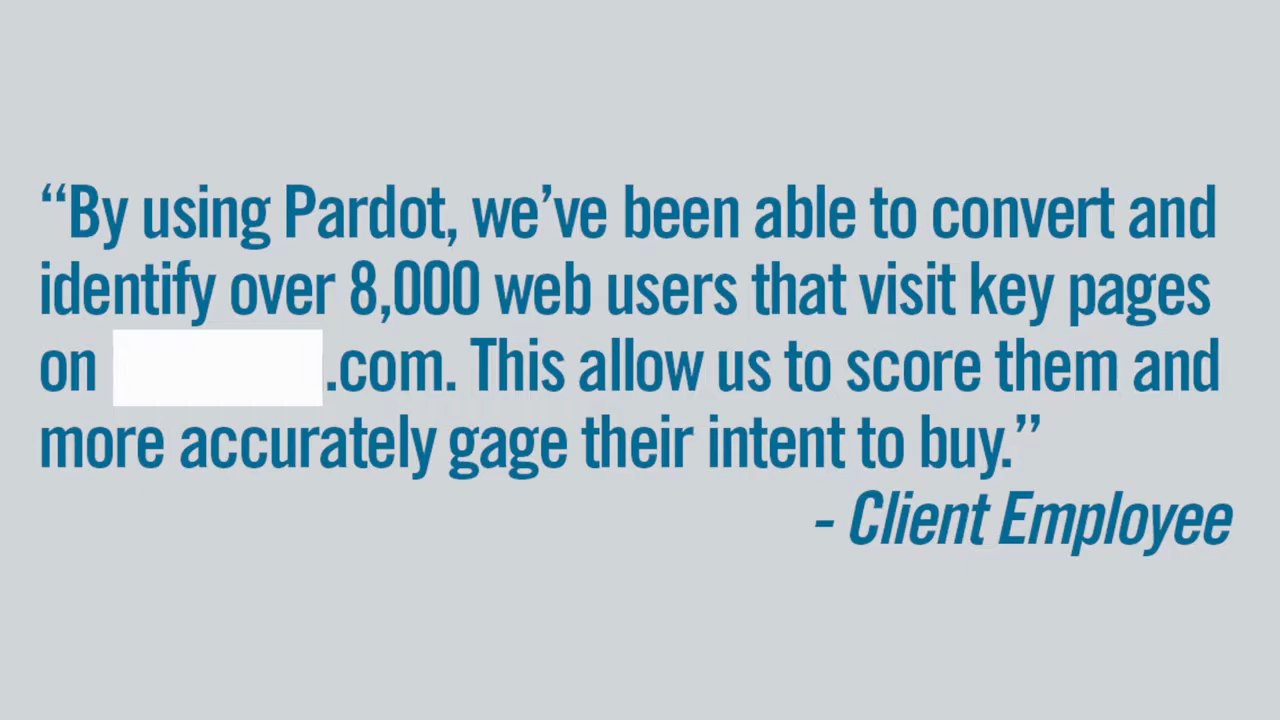 “By using Pardot, we’ve been able to convert and
identify over 8,000 web users that visit key pages
on .com. This allow us to score them and
more accurately gage their intent to buy.”
- Client Employee